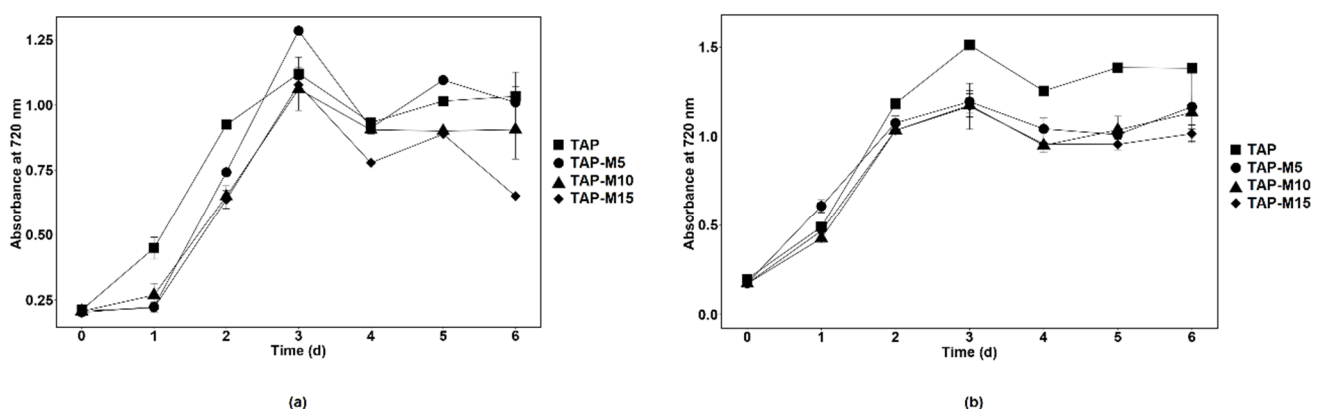 1.25
1.00
0.75
0.50
0.25
Absorbance at 720 nm
0 1 2 3 4 5 6
Time (d)
TAP
TAP-M5
TAP-M10
TAP-M15
(a)
1.5
1.0
0.5
0.0
Absorbance at 720 nm
0 1 2 3 4 5 6
Time (d)
TAP
TAP-M5
TAP-M10
TAP-M15
(b)